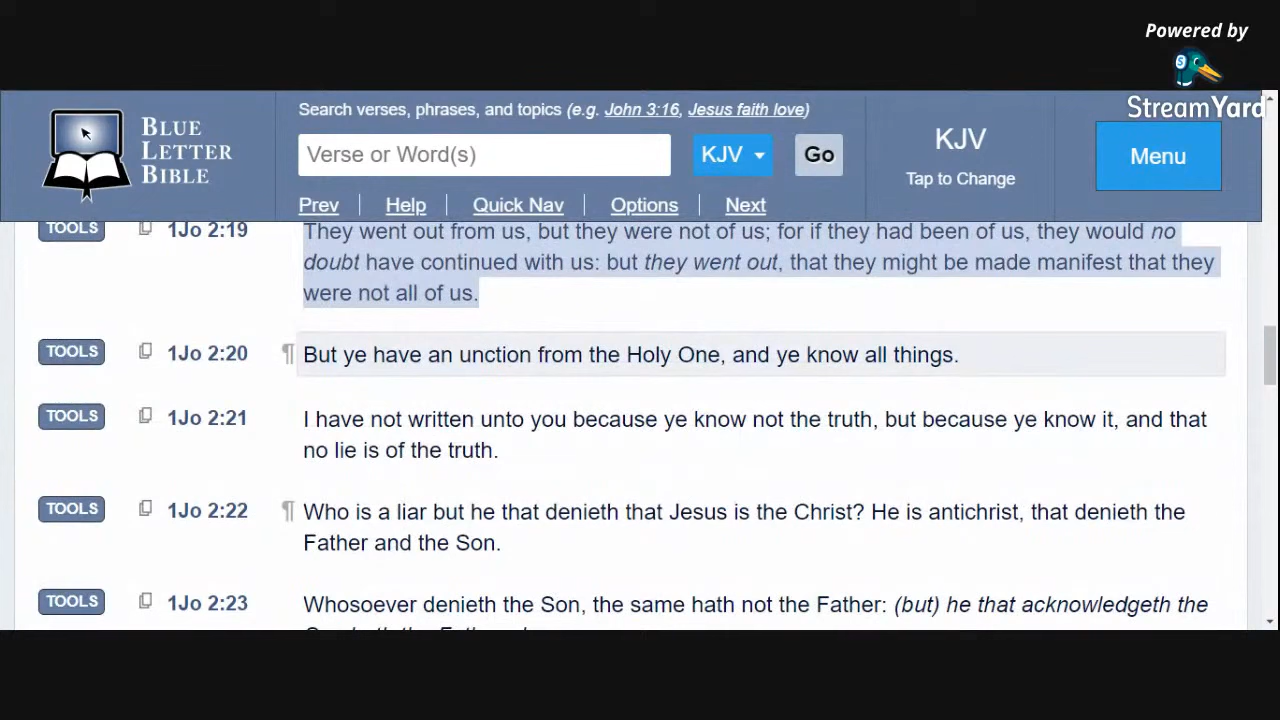 Powered by
StreamYard
BLUE
LETTER
BIBLE
Search verses, phrases, and topics (e.g. John 3:16, Jesus faith love)
Verse or Word(s)
KJV
Go
KJV
Tap to Change
Menu
Prev
Help
Quick Nav
Options
Next
TOOLS 1Jo 2:19 They went out from us, but they were not of us; for if they had been of us, they would no
doubt have continued with us: but they went out, that they might be made manifest that they
were not all of us.
TOOLS 1Jo 2:20 ¶ But ye have an unction from the Holy One, and ye know all things.
TOOLS 1Jo 2:21 I have not written unto you because ye know not the truth, but because ye know it, and that
no lie is of the truth.
TOOLS 1Jo 2:22 ¶ Who is a liar but he that denieth that Jesus is the Christ? He is antichrist, that denieth the
Father and the Son.
TOOLS 1Jo 2:23 Whosoever denieth the Son, the same hath not the Father: (but) he that acknowledgeth the